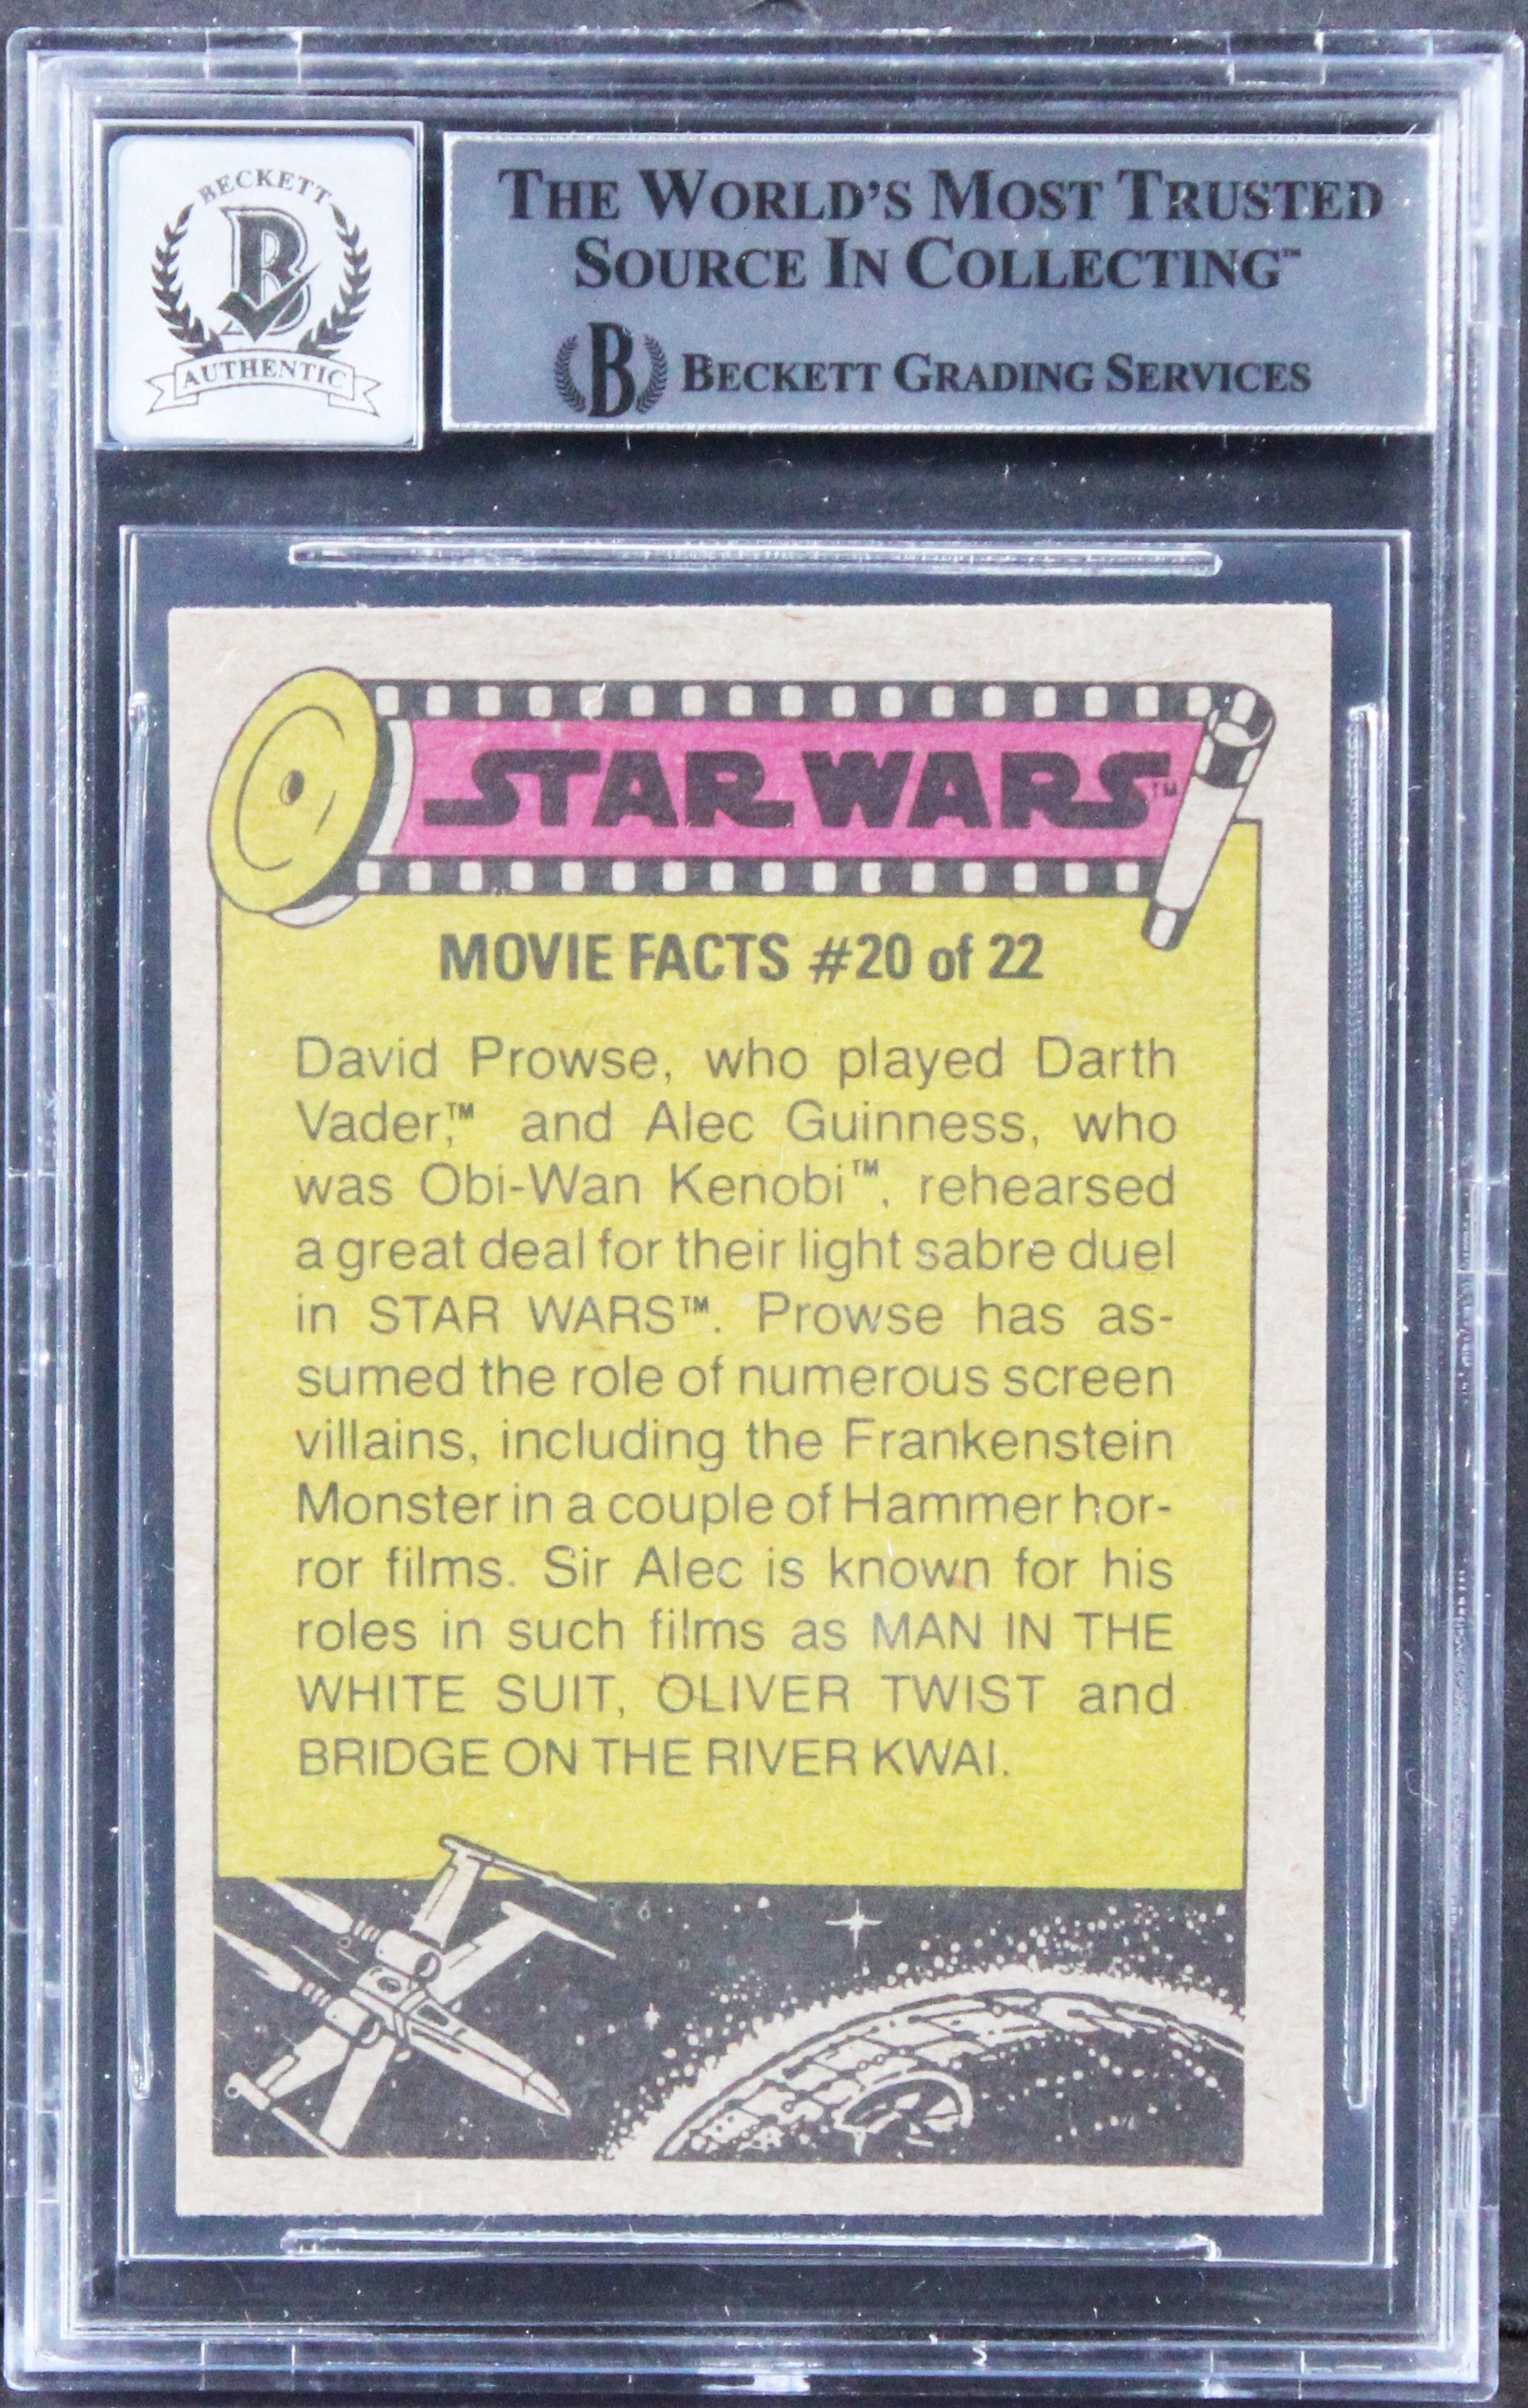 BECKETT
B
AUTHENTIC
THE WORLD'S MOST TRUSTED
SOURCE IN COLLECTING™
B BECKETT GRADING SERVICES
STAR WARS™
MOVIE FACTS #20 of 22
David Prowse, who played Darth
Vader,™ and Alec Guinness, who
was Obi-Wan Kenobi™, rehearsed
a great deal for their light sabre duel
in STAR WARS™. Prowse has as-
sumed the role of numerous screen
villains, including the Frankenstein
Monster in a couple of Hammer hor-
ror films. Sir Alec is known for his
roles in such films as MAN IN THE
WHITE SUIT, OLIVER TWIST and
BRIDGE ON THE RIVER KWAI.